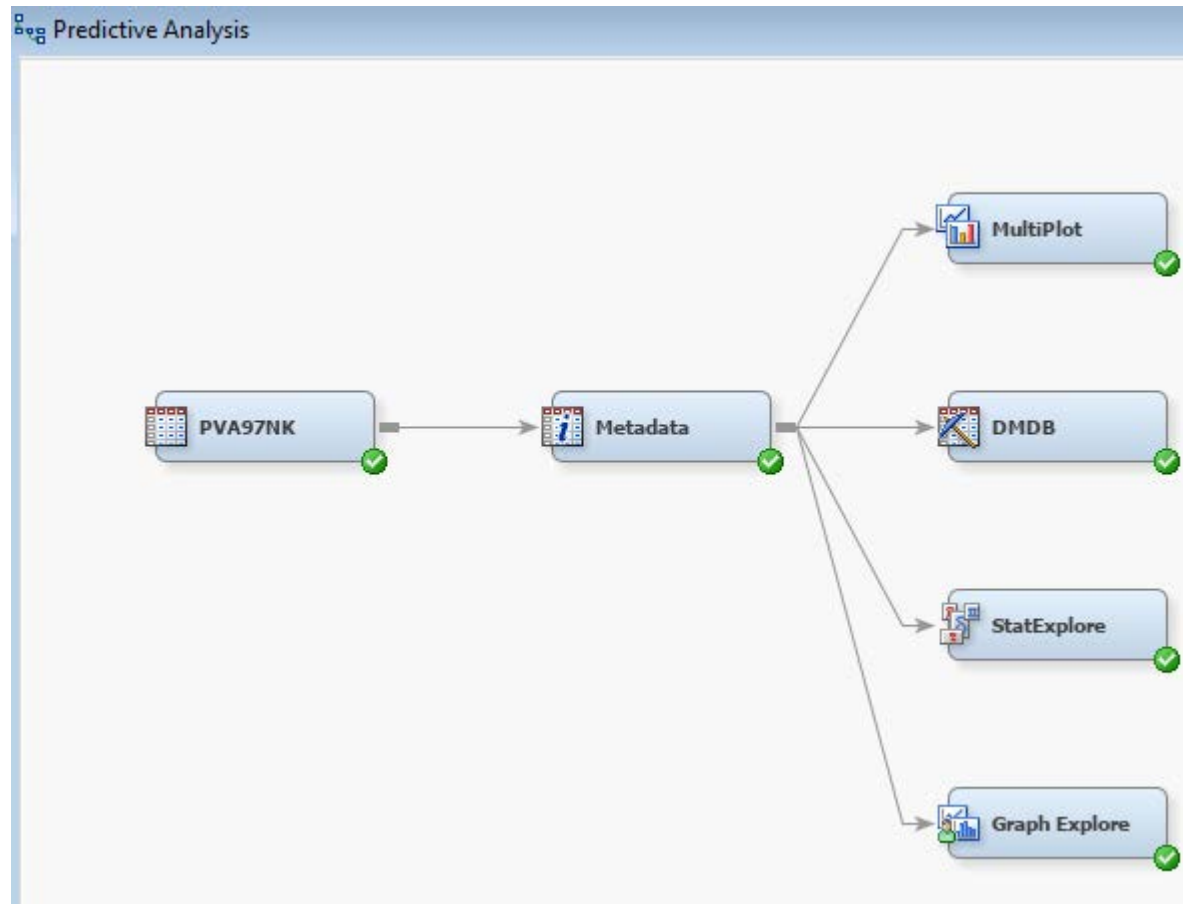 Predictive Analysis
MultiPlot
PVA97NK
Metadata
DMDB
StatExplore
Graph Explore